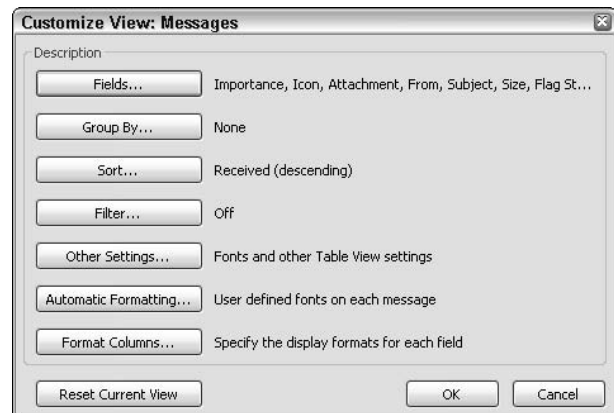 Customize View: Messages
Description
Fields... Importance, Icon, Attachment, From, Subject, Size, Flag St...
Group By... None
Sort... Received (descending)
Filter... Off
Other Settings... Fonts and other Table View settings
Automatic Formatting... User defined fonts on each message
Format Columns... Specify the display formats for each field
Reset Current View OK Cancel